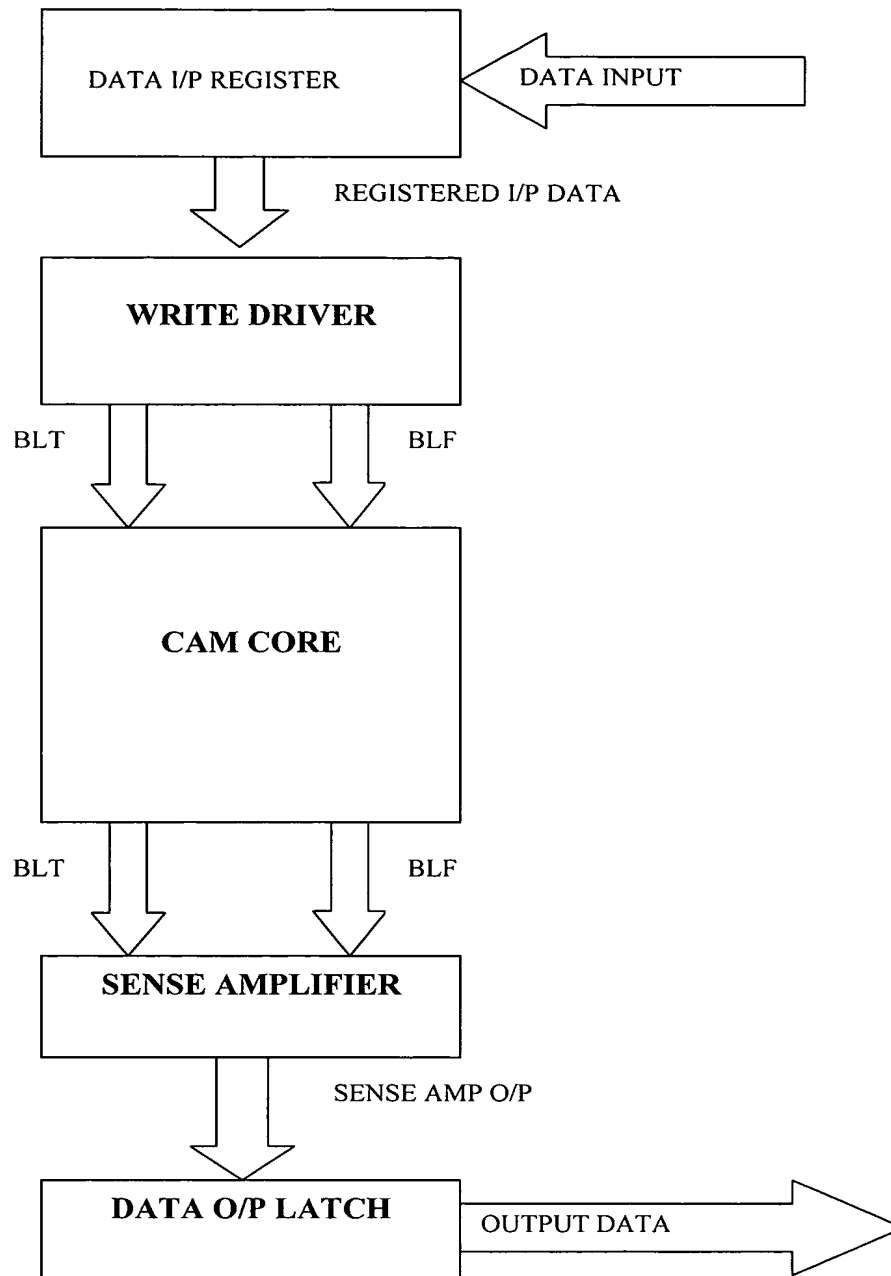 DATA I/P REGISTER
DATA INPUT
REGISTERED I/P DATA
WRITE DRIVER
BLT
BLF
CAM CORE
BLT
BLF
SENSE AMPLIFIER
SENSE AMP O/P
DATA O/P LATCH
OUTPUT DATA